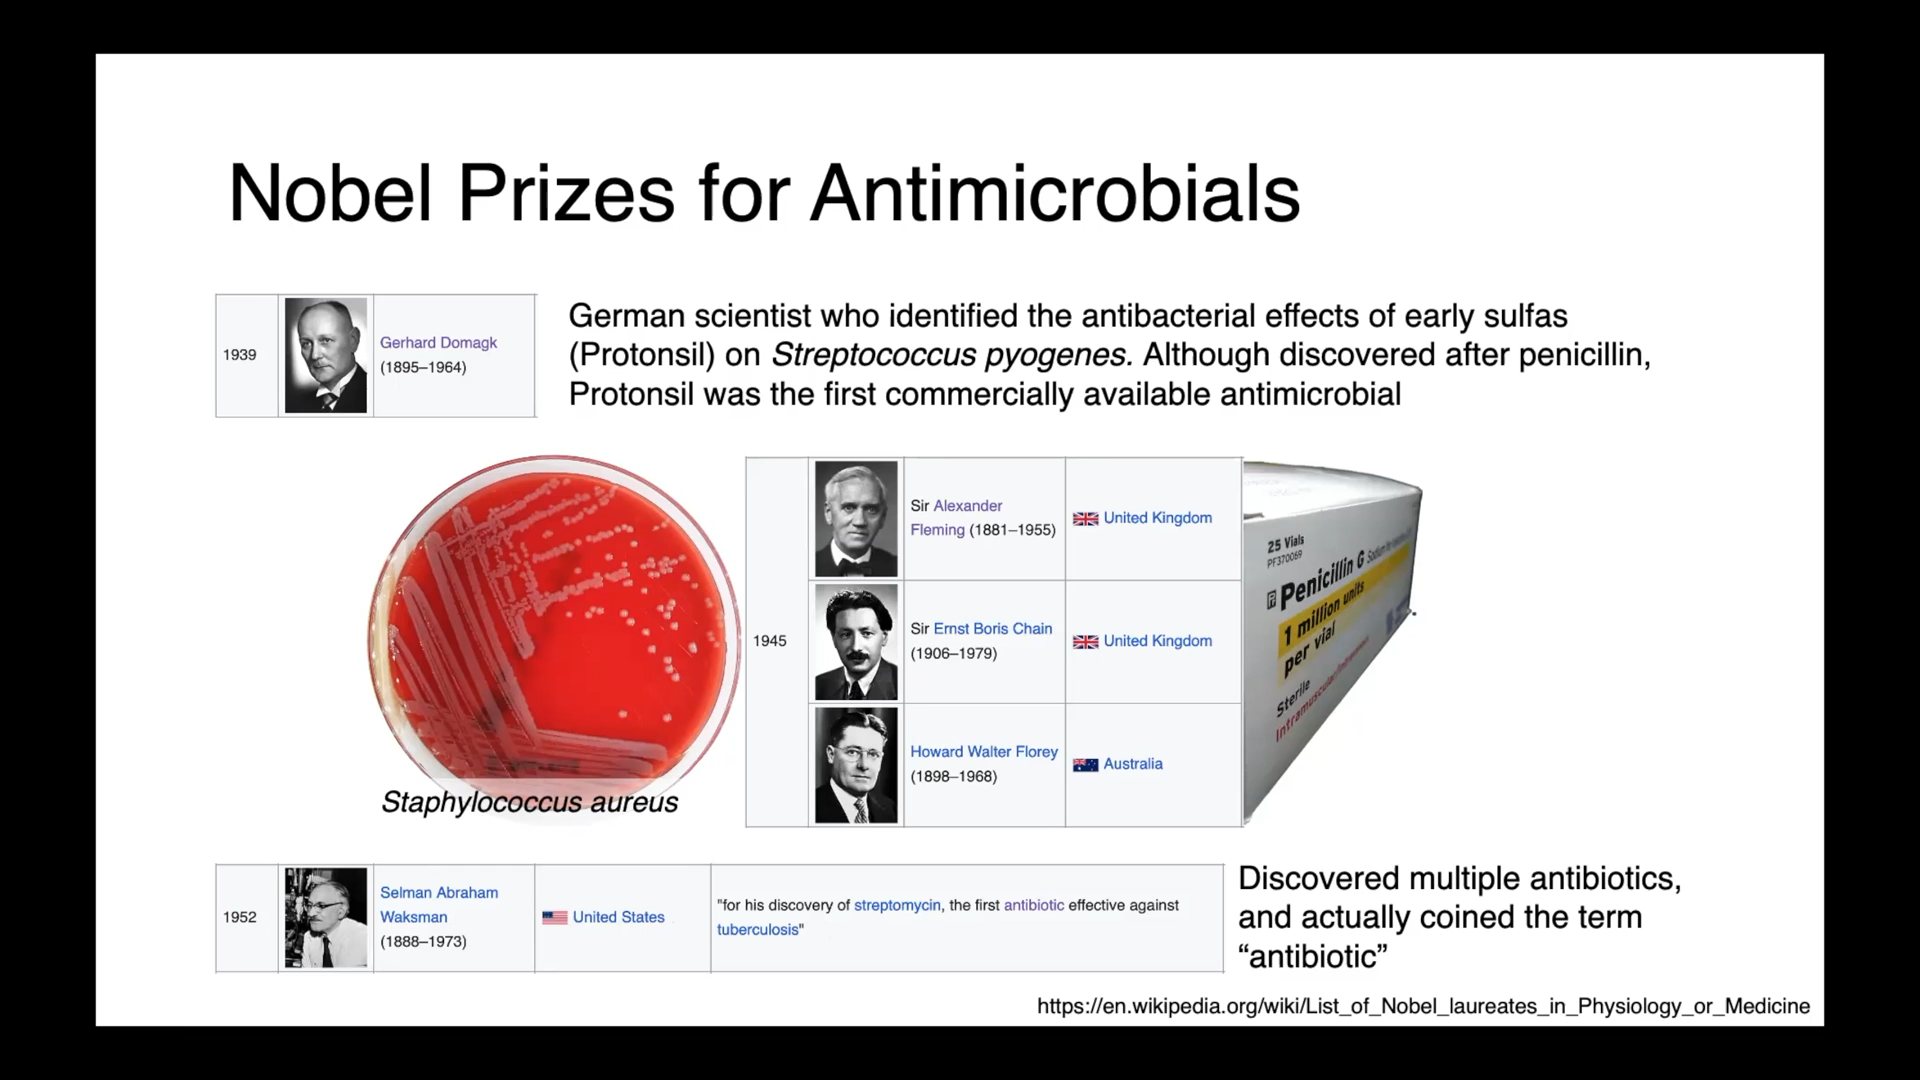 Nobel Prizes for Antimicrobials
1939
Gerhard Domagk
(1895–1964)
German scientist who identified the antibacterial effects of early sulfas
(Protonsil) on Streptococcus pyogenes. Although discovered after penicillin,
Protonsil was the first commercially available antimicrobial
Staphylococcus aureus
1945
Sir Alexander
Fleming (1881–1955)
United Kingdom
Sir Ernst Boris Chain
(1906–1979)
United Kingdom
Howard Walter Florey
(1898–1968)
Australia
25 Vials
PF370069
Penicillin G
1 million units
per vial
Sterile
1952
Selman Abraham
Waksman
(1888–1973)
United States
"for his discovery of streptomycin, the first antibiotic effective against
tuberculosis"
Discovered multiple antibiotics,
and actually coined the term
“antibiotic”
https://en.wikipedia.org/wiki/List_of_Nobel_laureates_in_Physiology_or_Medicine